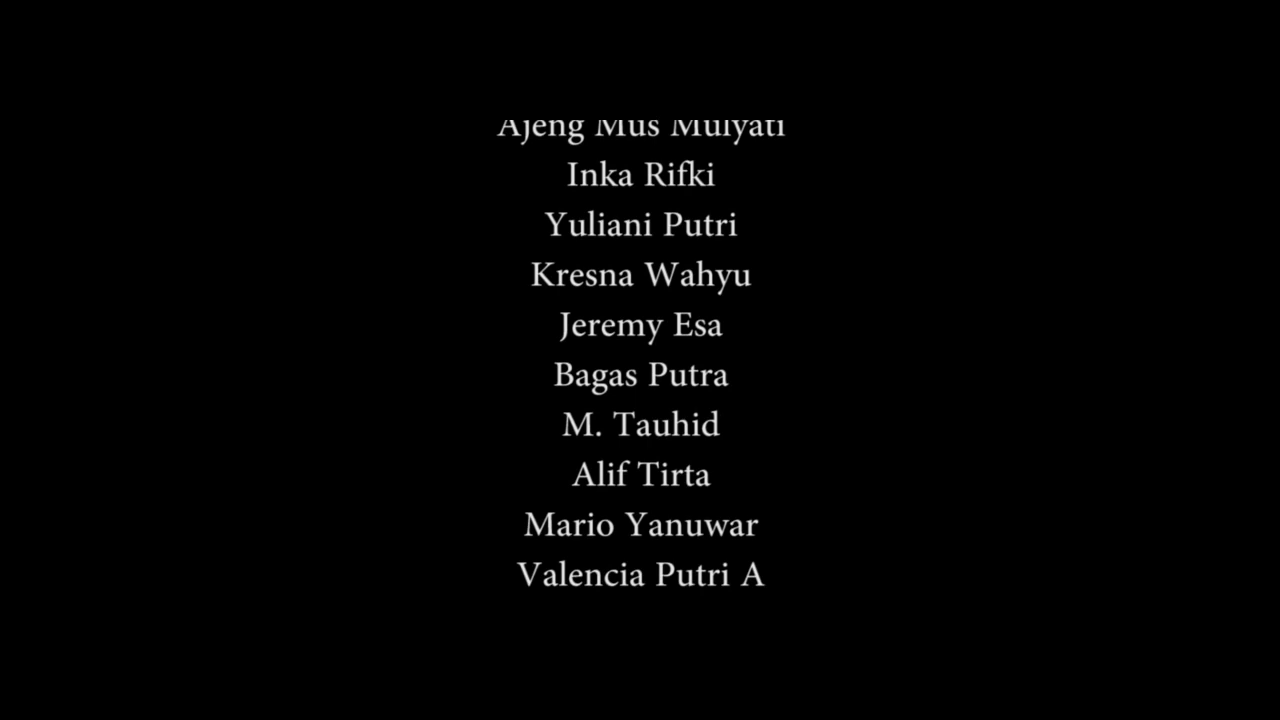 Ajeng Mus Mulyati
Inka Rifki
Yuliani Putri
Kresna Wahyu
Jeremy Esa
Bagas Putra
M. Tauhid
Alif Tirta
Mario Yanuwar
Valencia Putri A